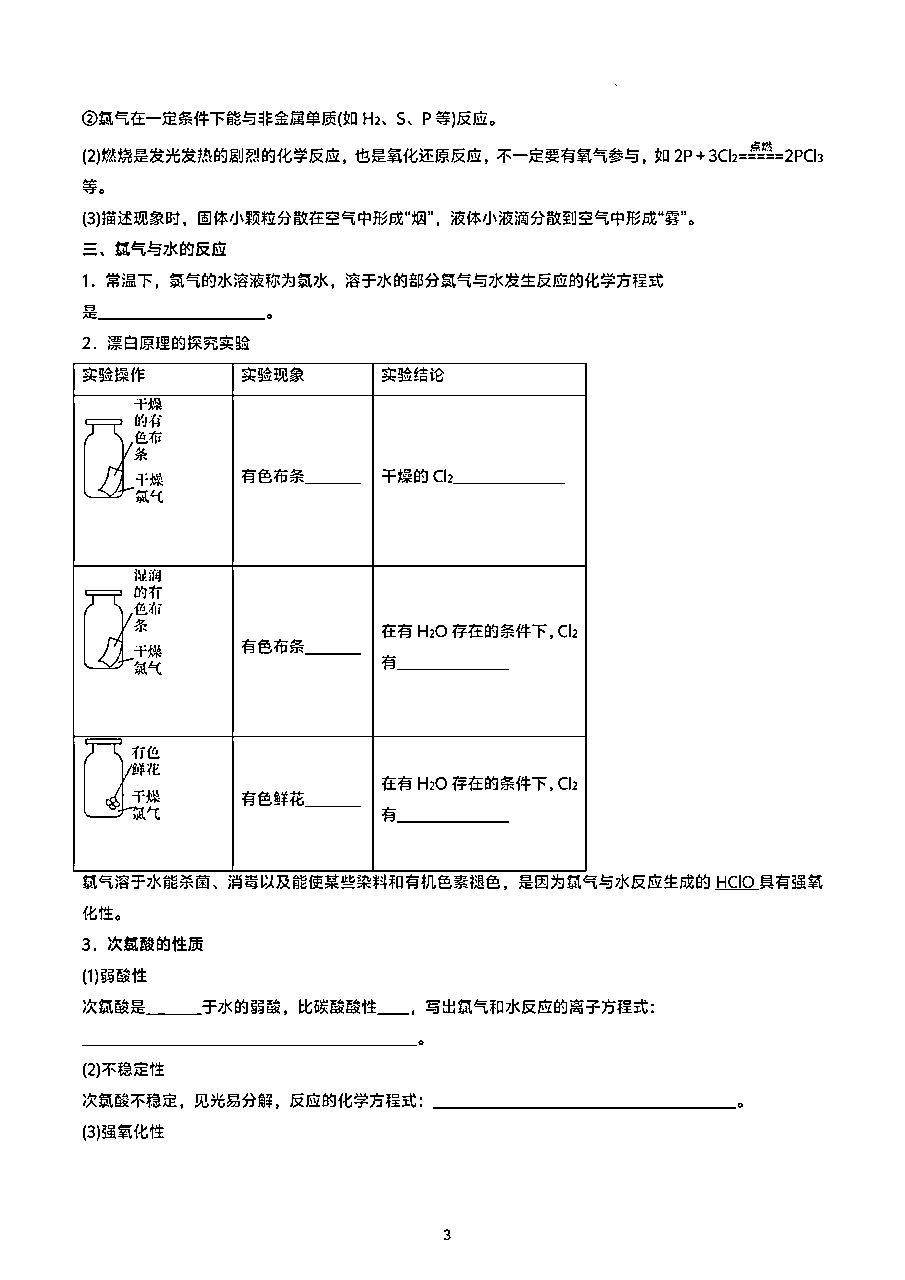 ②氯气在一定条件下能与非金属单质(如 H₂、S、P 等)反应。
(2)燃烧是发光发热的剧烈的化学反应，也是氧化还原反应，不一定要有氧气参与，如 2P + 3Cl₂=====点燃2PCl₃
等。
(3)描述现象时，固体小颗粒分散在空气中形成“烟”，液体小液滴分散到空气中形成“雾”。
三、氯气与水的反应
1．常温下，氯气的水溶液称为氯水，溶于水的部分氯气与水发生反应的化学方程式
是____________________。
2．漂白原理的探究实验
实验操作 实验现象 实验结论
干燥
的有
色布
条
干燥
氯气
有色布条_______ 干燥的 Cl₂______________
湿润
的有
色布
条
干燥
氯气
有色布条_______
在有 H₂O 存在的条件下，Cl₂
有______________
有色
鲜花
干燥
氯气
有色鲜花_______
在有 H₂O 存在的条件下，Cl₂
有______________
氯气溶于水能杀菌、消毒以及能使某些染料和有机色素褪色，是因为氯气与水反应生成的 HClO 具有强氧
化性。
3．次氯酸的性质
(1)弱酸性
次氯酸是_______于水的弱酸，比碳酸酸性____，写出氯气和水反应的离子方程式：
__________________________________________。
(2)不稳定性
次氯酸不稳定，见光易分解，反应的化学方程式：______________________________________。
(3)强氧化性
3